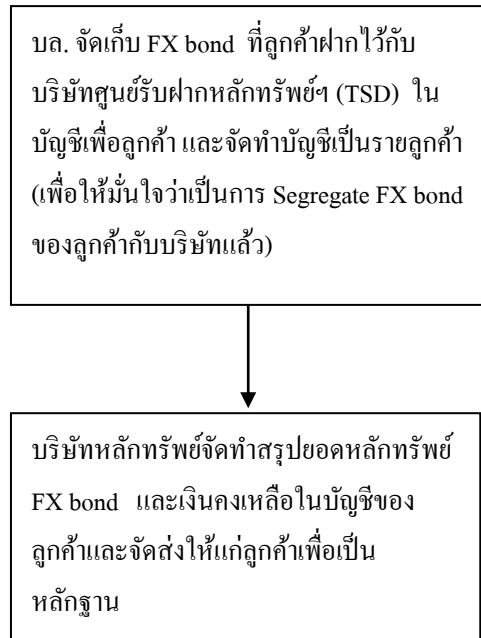 บล. จัดเก็บ FX bond ที่ลูกค้าฝากไว้กับ
บริษัทศูนย์รับฝากหลักทรัพย์ฯ (TSD) ใน
บัญชีเพื่อลูกค้า และจัดทำบัญชีเป็นรายลูกค้า
(เพื่อให้มั่นใจว่าเป็นการ Segregate FX bond
ของลูกค้ากับบริษัทแล้ว)
บริษัทหลักทรัพย์จัดทำสรุปยอดหลักทรัพย์
FX bond และเงินคงเหลือในบัญชีของ
ลูกค้าและจัดส่งให้แก่ลูกค้าเพื่อเป็น
หลักฐาน